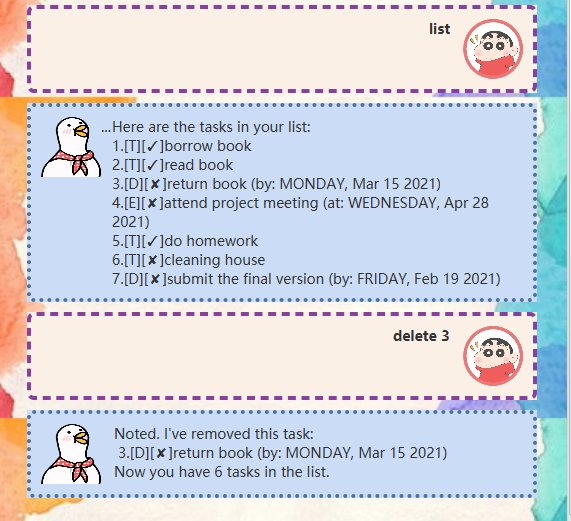 list
...Here are the tasks in your list:
1.[T][✓]borrow book
2.[T][✓]read book
3.[D][✘]return book (by: MONDAY, Mar 15 2021)
4.[E][✘]attend project meeting (at: WEDNESDAY, Apr 28
2021)
5.[T][✓]do homework
6.[T][✘]cleaning house
7.[D][✘]submit the final version (by: FRIDAY, Feb 19 2021)
delete 3
Noted. I've removed this task:
3.[D][✘]return book (by: MONDAY, Mar 15 2021)
Now you have 6 tasks in the list.